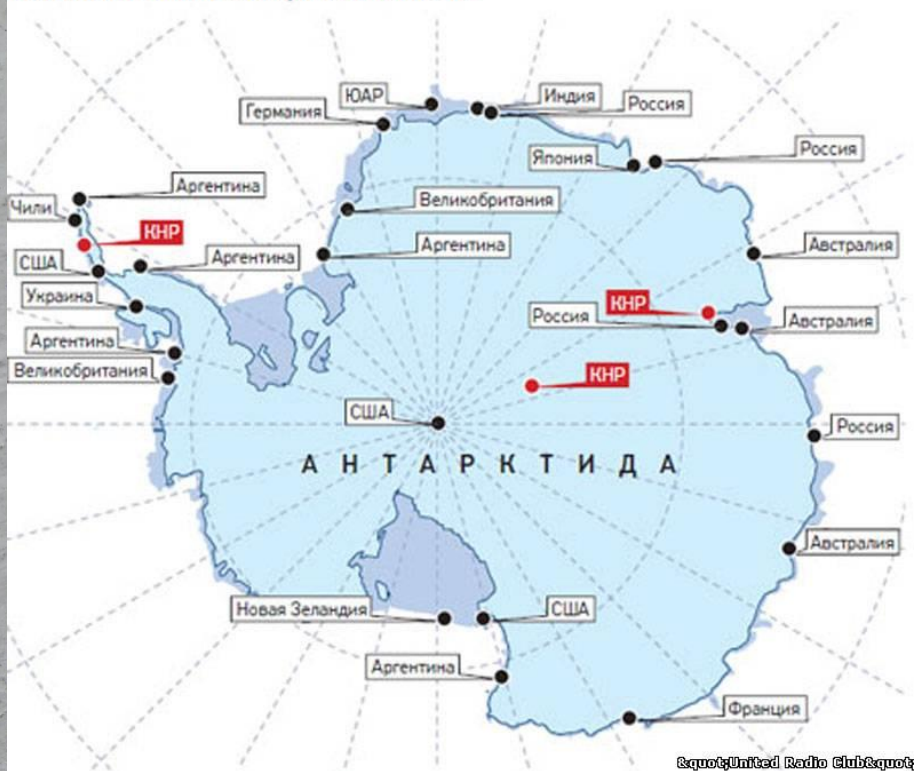 ЮАР
Индия
Германия
Россия
Япония
Россия
Аргентина
Чили
Великобритания
КНР
Аргентина
Австралия
США
Аргентина
Украина
КНР
Россия
Австралия
Аргентина
Великобритания
КНР
США
Россия
АНТАРКТИДА
Австралия
Новая Зеландия
США
Аргентина
Франция
&quot;United Radio Club&quot;